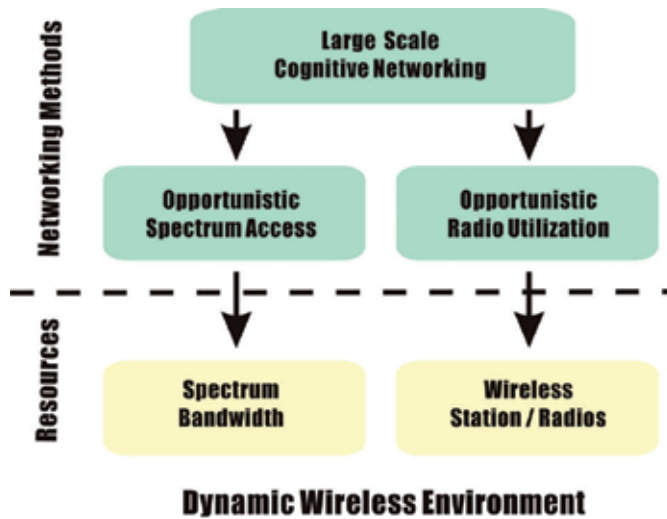 Networking Methods
Large Scale
Cognitive Networking
Opportunistic
Spectrum Access
Opportunistic
Radio Utilization
Resources
Spectrum
Bandwidth
Wireless
Station / Radios
Dynamic Wireless Environment